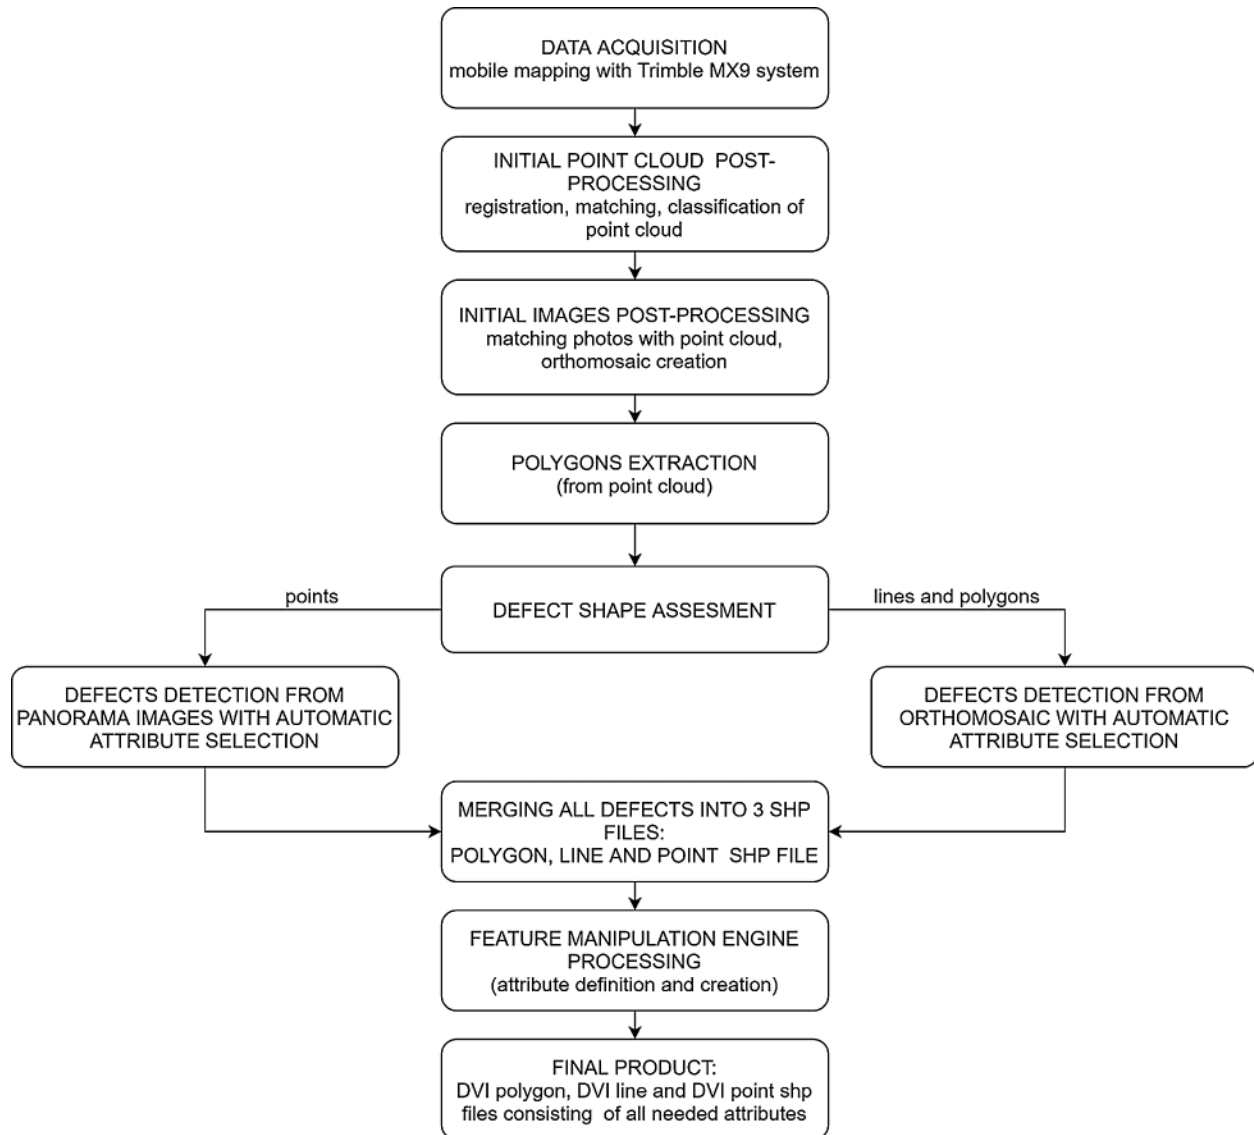 DATA ACQUISITION
mobile mapping with Trimble MX9 system
INITIAL POINT CLOUD POST-
PROCESSING
registration, matching, classification of
point cloud
INITIAL IMAGES POST-PROCESSING
matching photos with point cloud,
orthomosaic creation
POLYGONS EXTRACTION
(from point cloud)
points
DEFECT SHAPE ASSESMENT
lines and polygons
DEFECTS DETECTION FROM
PANORAMA IMAGES WITH AUTOMATIC
ATTRIBUTE SELECTION
DEFECTS DETECTION FROM
ORTHOMOSAIC WITH AUTOMATIC
ATTRIBUTE SELECTION
MERGING ALL DEFECTS INTO 3 SHP
FILES:
POLYGON, LINE AND POINT SHP FILE
FEATURE MANIPULATION ENGINE
PROCESSING
(attribute definition and creation)
FINAL PRODUCT:
DVI polygon, DVI line and DVI point shp
files consisting of all needed attributes